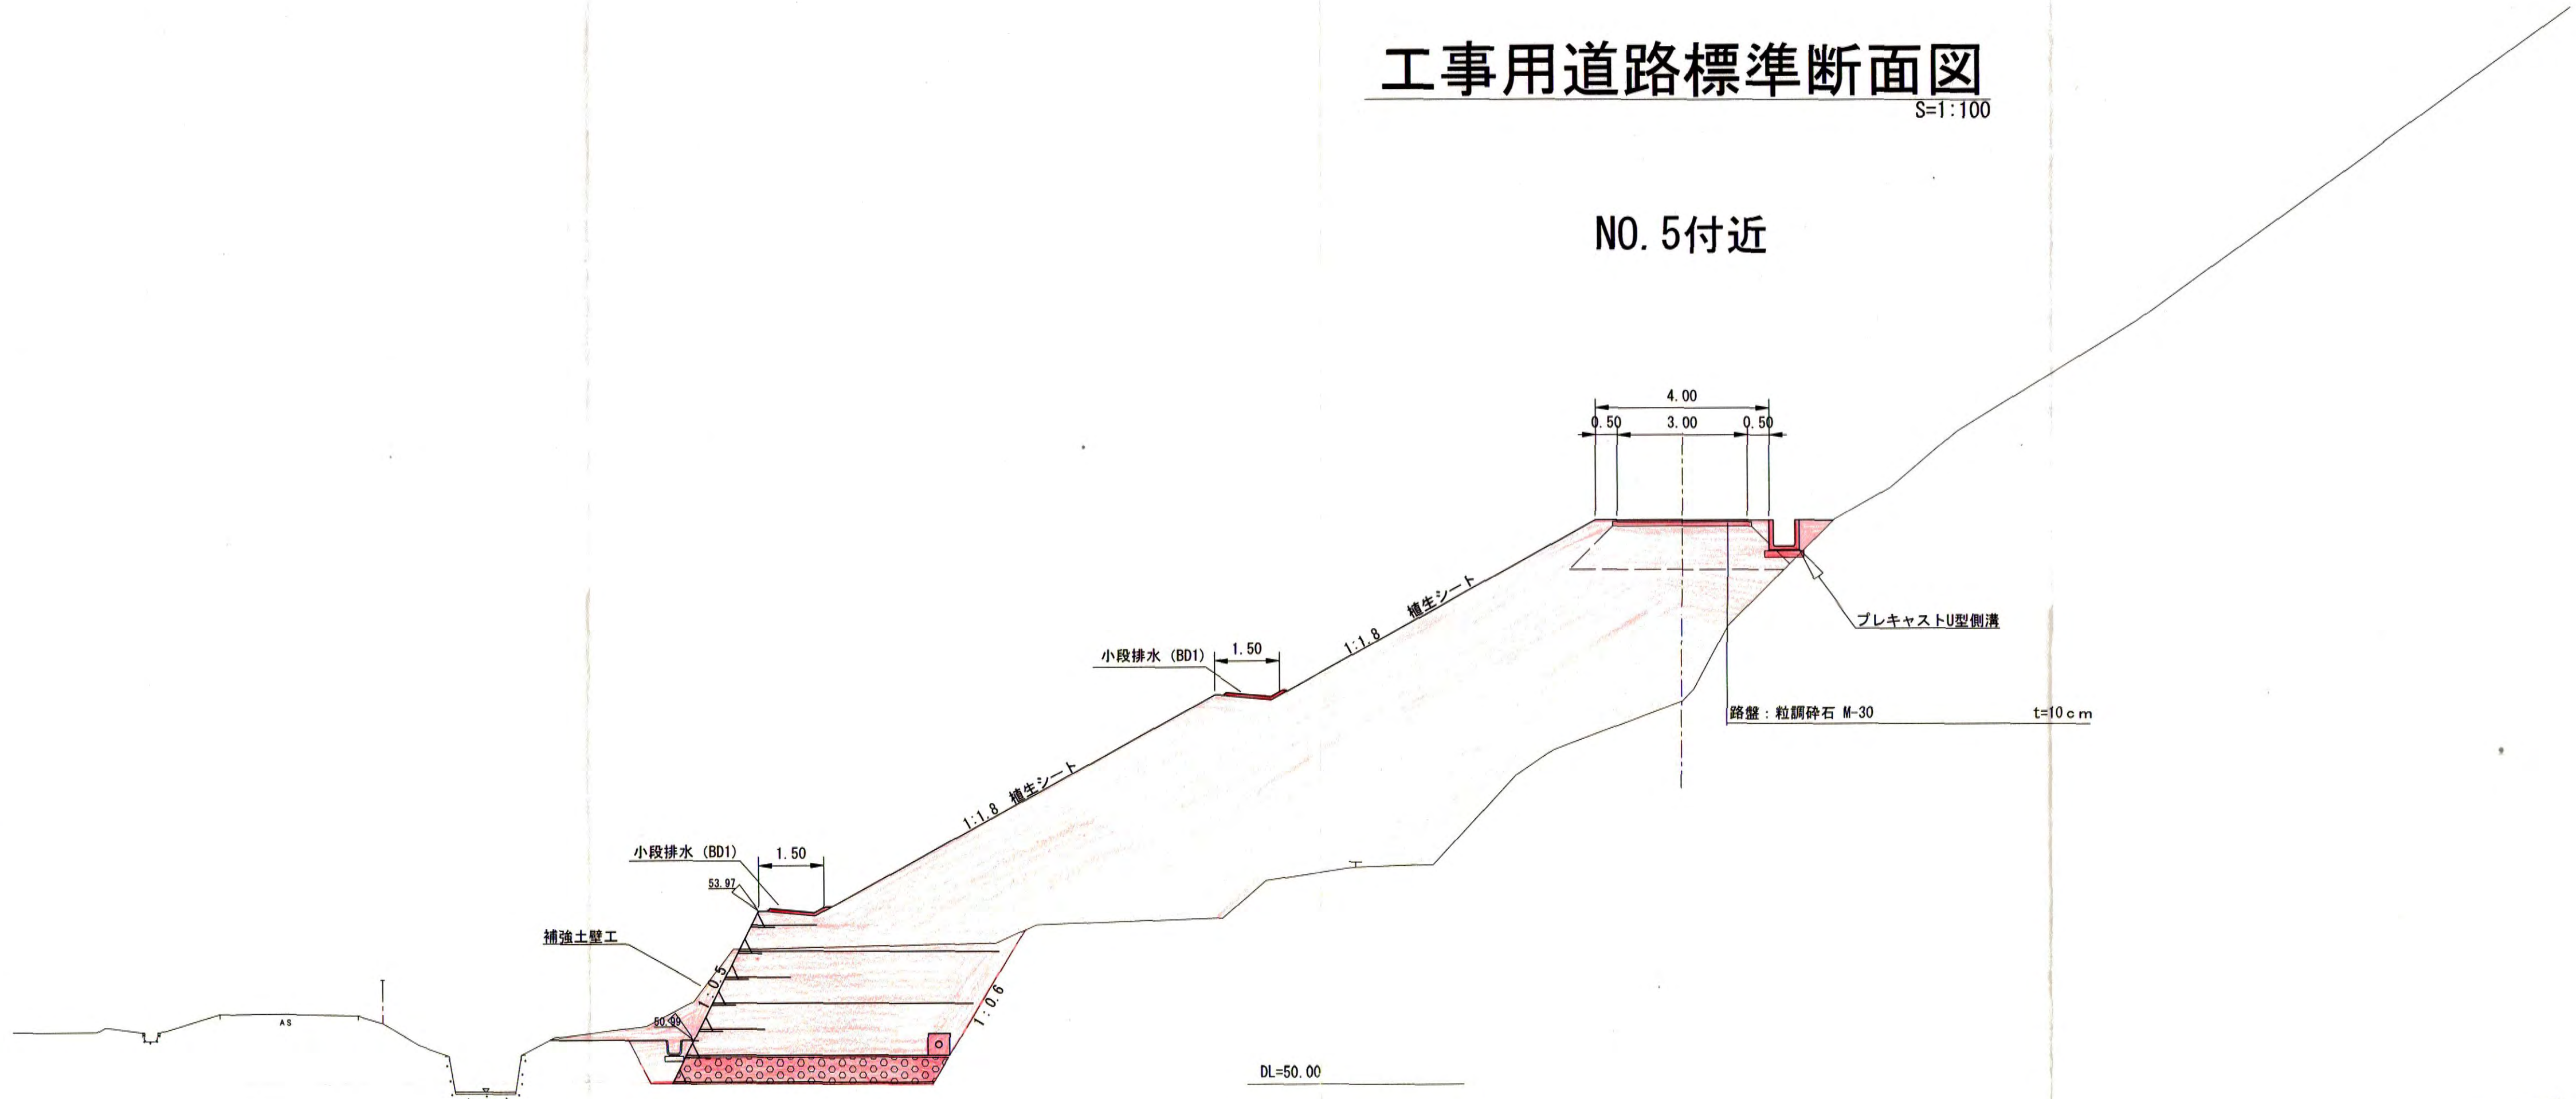 工事用道路標準断面図
S=1:100
NO.5付近
4.00
0.50
3.00
0.50
プレキャストU型側溝
路盤：粒調砕石 M-30 t=10cm
1:1.8 植生シート
小段排水 (BD1)
1.50
1:1.8 植生シート
小段排水 (BD1)
1.50
53.97
補強土壁工
1:0.5
50.99
1:0.6
AS
DL=50.00